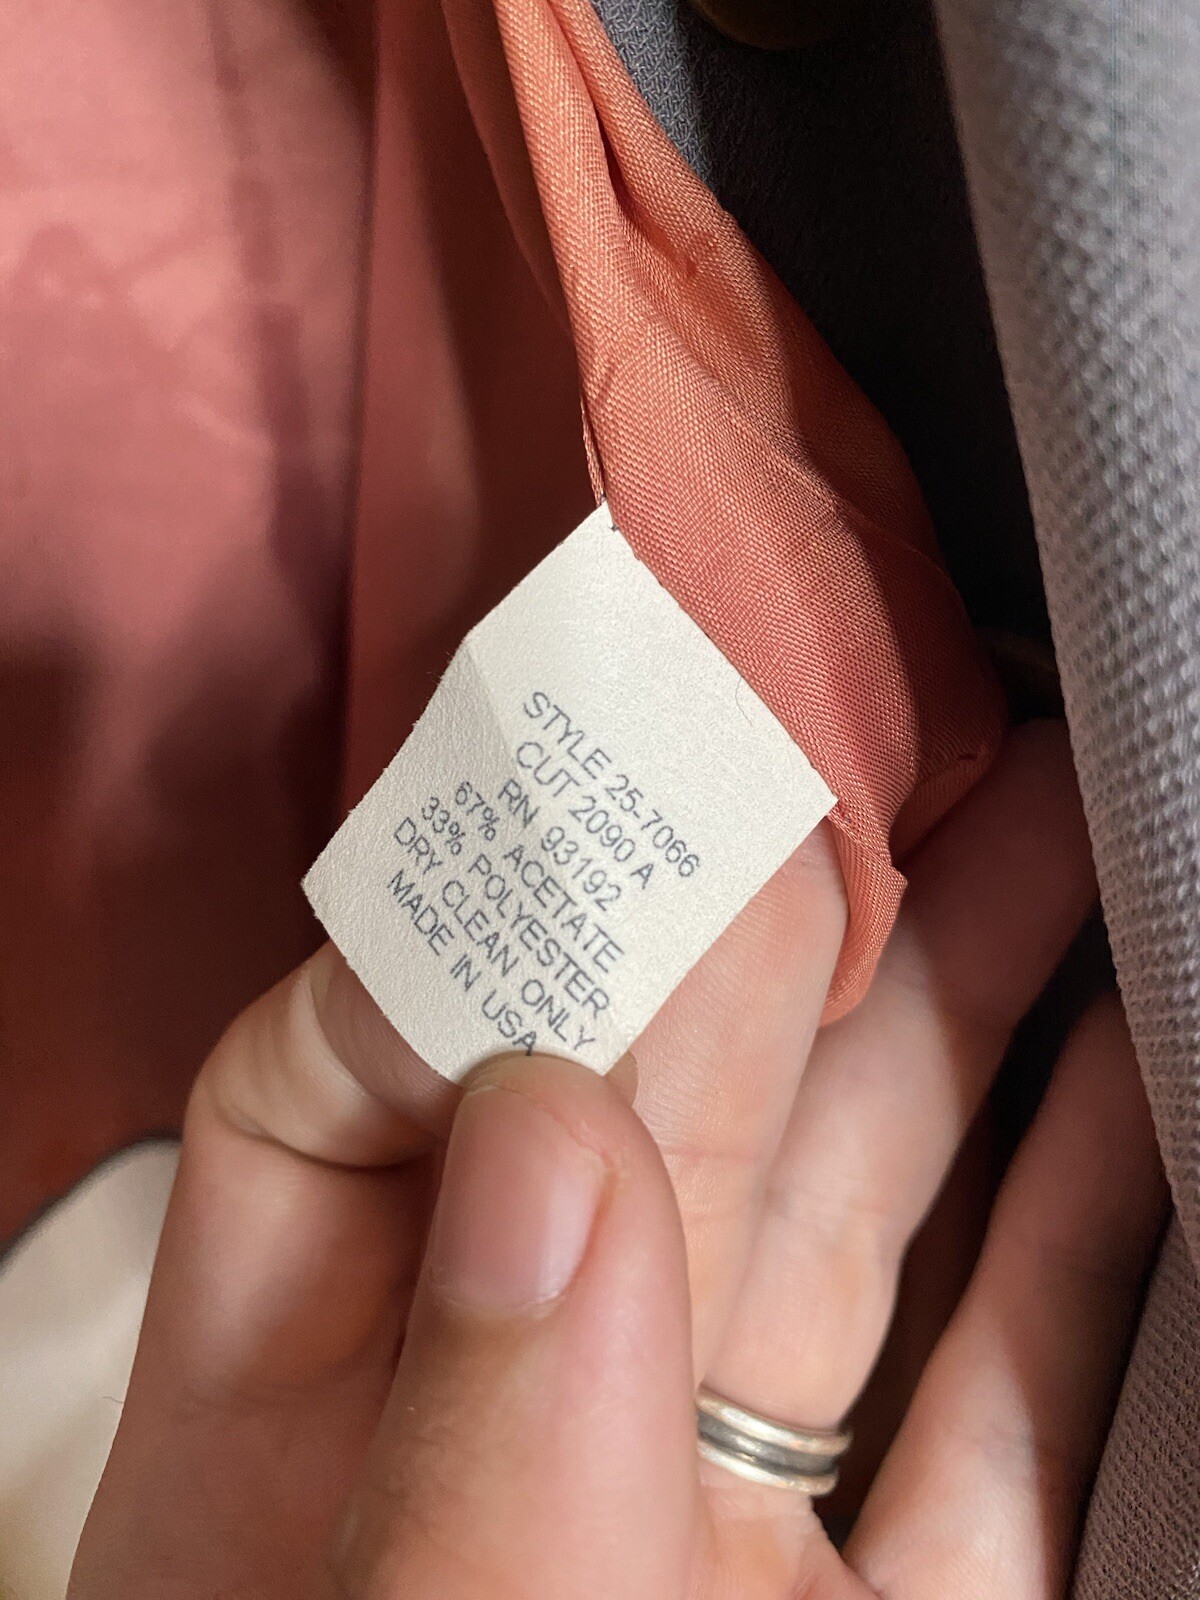 STYLE 25-7066
CUT 2090 A
RN 93192
67% ACETATE
33% POLYESTER
DRY CLEAN ONLY
MADE IN USA